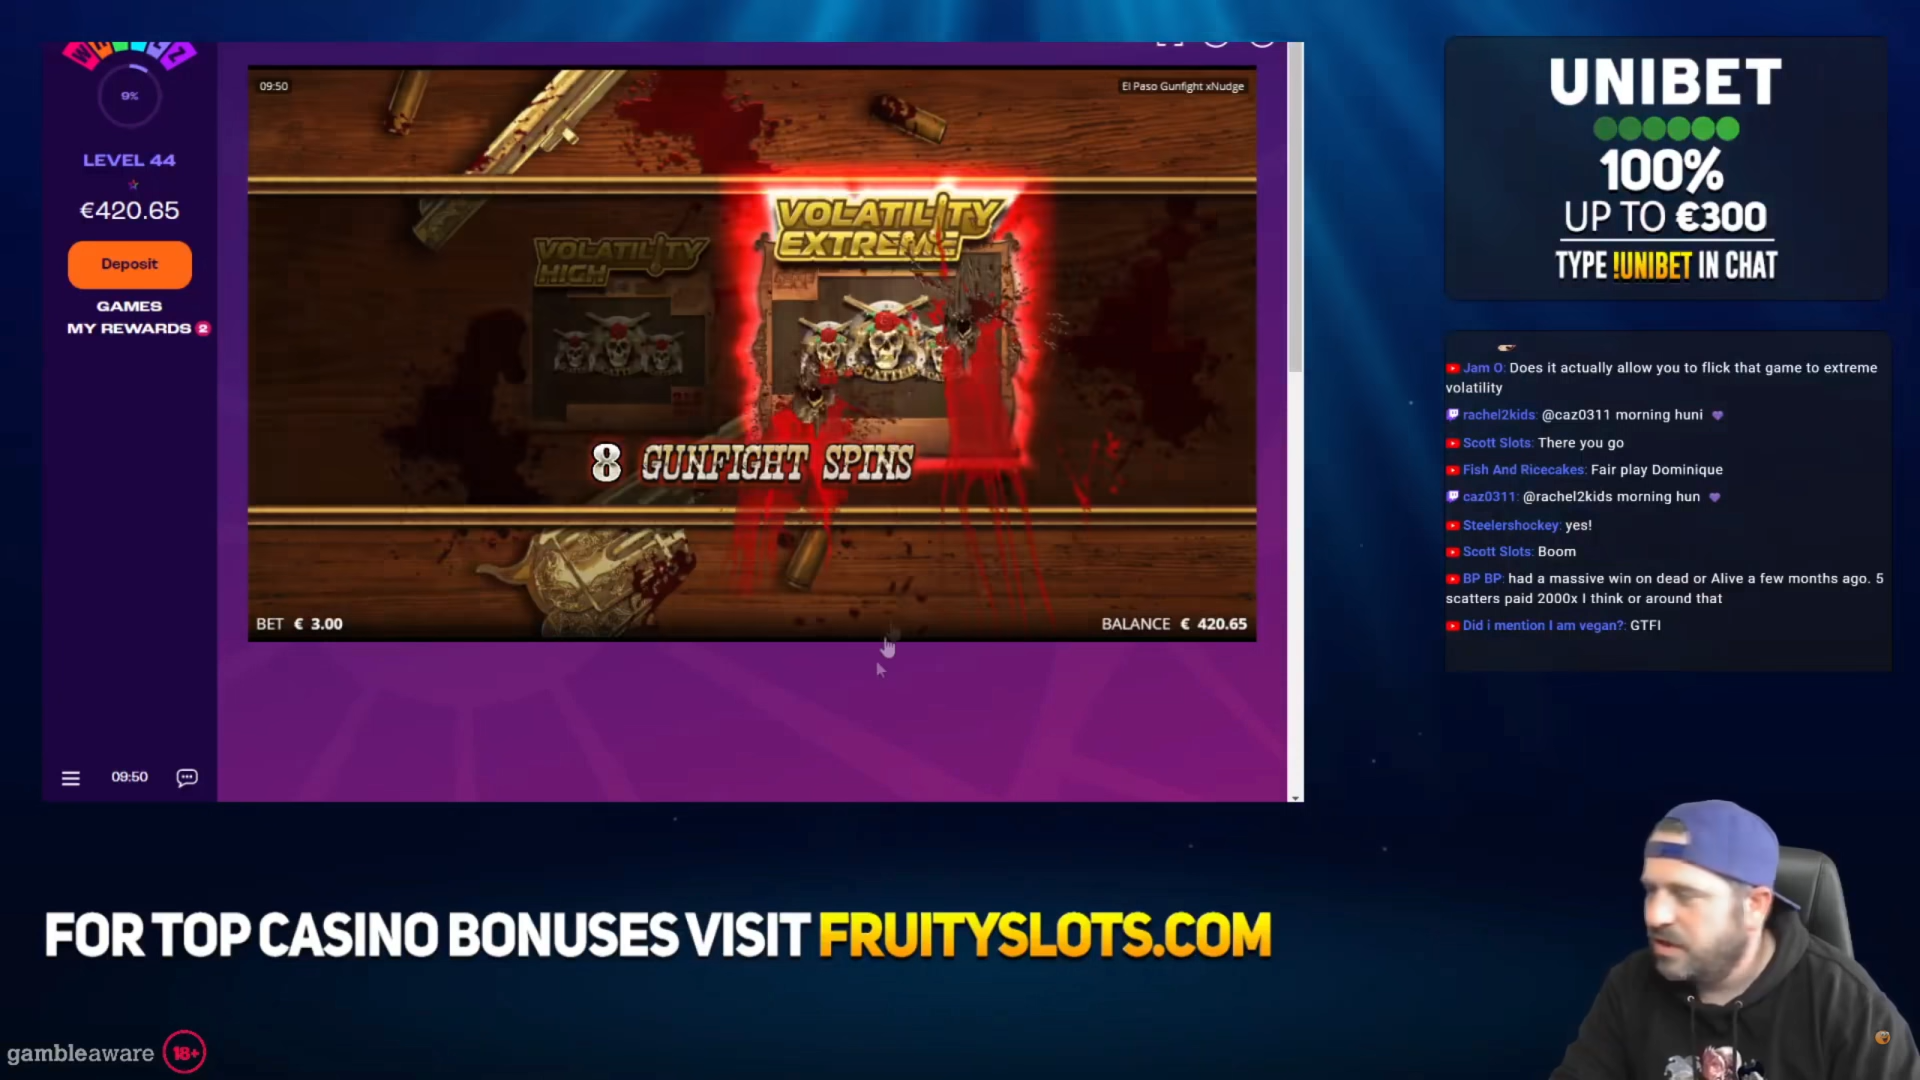 9%
LEVEL 44
€420.65
Deposit
GAMES
MY REWARDS 2
09:50
09:50
El Paso Gunfight xNudge
VOLATILITY
HIGH
VOLATILITY
EXTREME
SCATTER
8 GUNFIGHT SPINS
BET € 3.00
BALANCE € 420.65
UNIBET
100%
UP TO €300
TYPE !UNIBET IN CHAT
Jam O: Does it actually allow you to flick that game to extreme
volatility
rachel2kids: @caz0311 morning huni
Scott Slots: There you go
Fish And Ricecakes: Fair play Dominique
caz0311: @rachel2kids morning hun
Steelershockey: yes!
Scott Slots: Boom
BP BP: had a massive win on dead or Alive a few months ago. 5
scatters paid 2000x I think or around that
Did i mention I am vegan?: GTFI
FOR TOP CASINO BONUSES VISIT FRUITYSLOTS.COM
gambleaware 18+